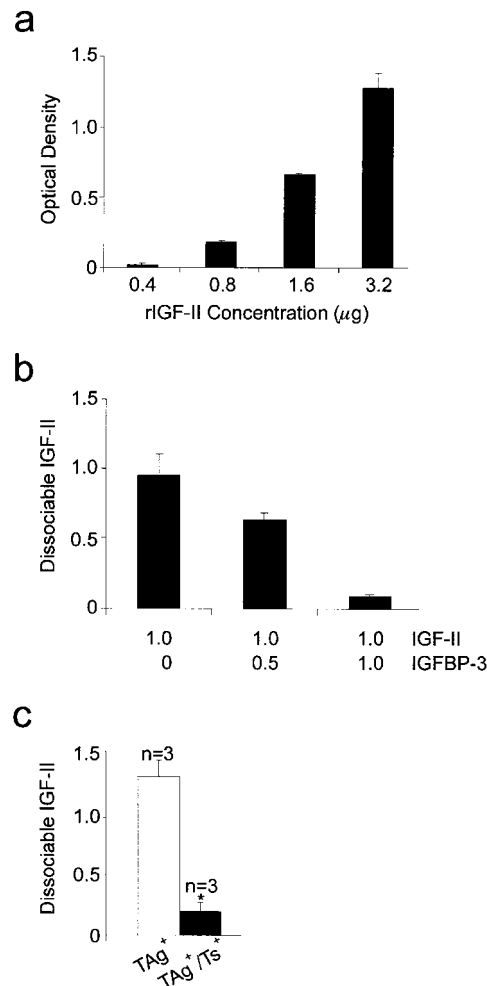 a
1.5
1.0
0.5
0
Optical Density
0.4 0.8 1.6 3.2
rIGF-II Concentration (μg)
b
1.5
1.0
0.5
0
Dissociable IGF-II
1.0 1.0 1.0 IGF-II
0 0.5 1.0 IGFBP-3
c
1.5
1.0
0.5
0
Dissociable IGF-II
n=3
n=3
*
TAg+
TAg+/Ts+